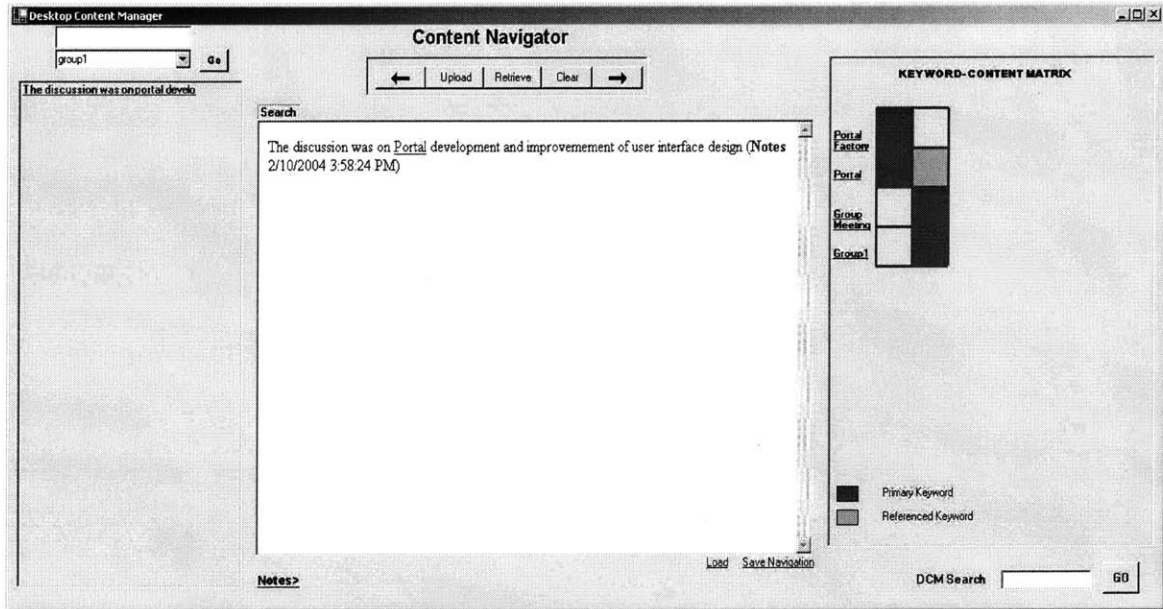 Desktop Content Manager
group1
Go
The discussion was on portal develo
Content Navigator
Upload Retrieve Clear
Search
The discussion was on Portal development and improvemement of user interface design (Notes
2/10/2004 3:58:24 PM)
Load Save Navigation
Notes>
KEYWORD-CONTENT MATRIX
Portal
Factory
Portal
Group
Meeting
Group1
Primary Keyword
Referenced Keyword
DCM Search
GO